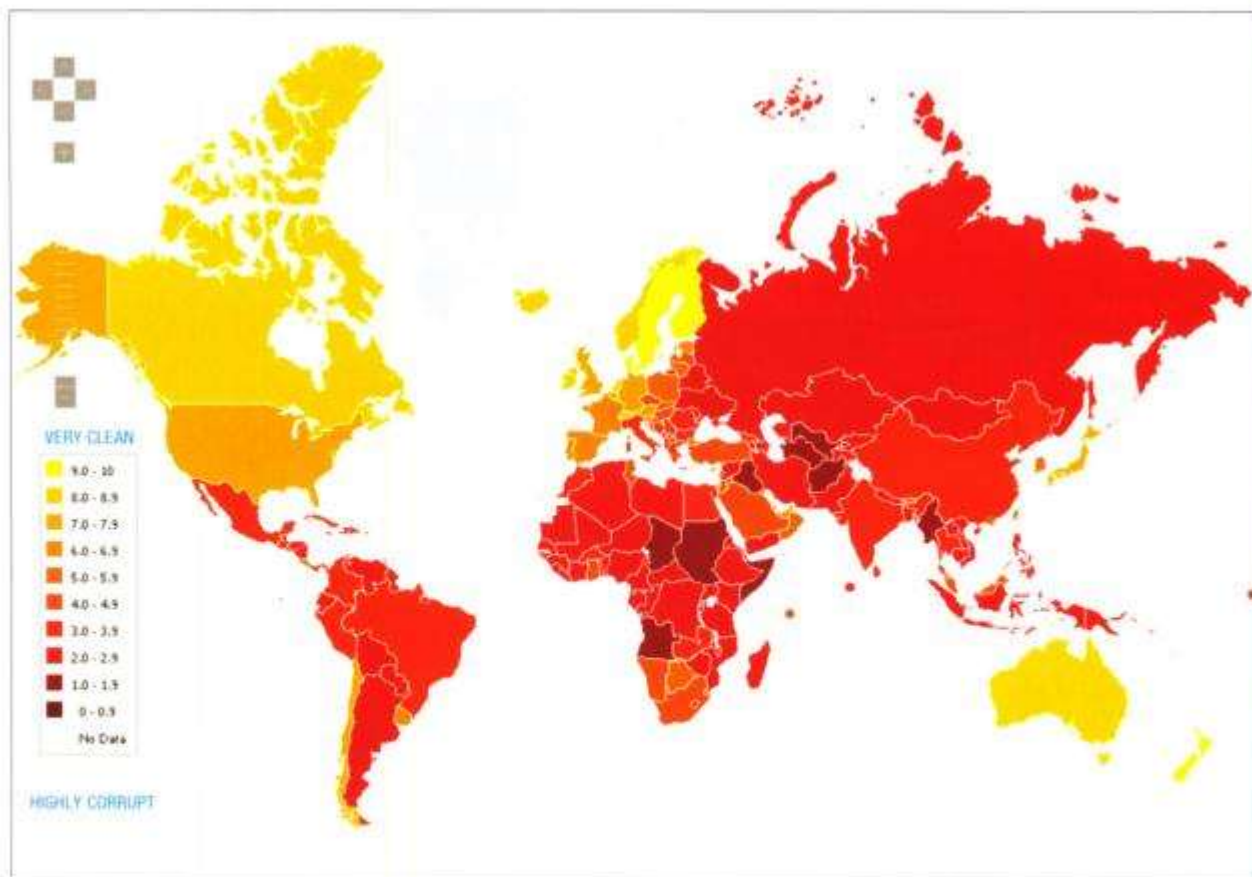 VERY CLEAN
9.0 - 10
8.0 - 8.9
7.0 - 7.9
6.0 - 6.9
5.0 - 5.9
4.0 - 4.9
3.0 - 3.9
2.0 - 2.9
1.0 - 1.9
0 - 0.9
No Data
HIGHLY CORRUPT